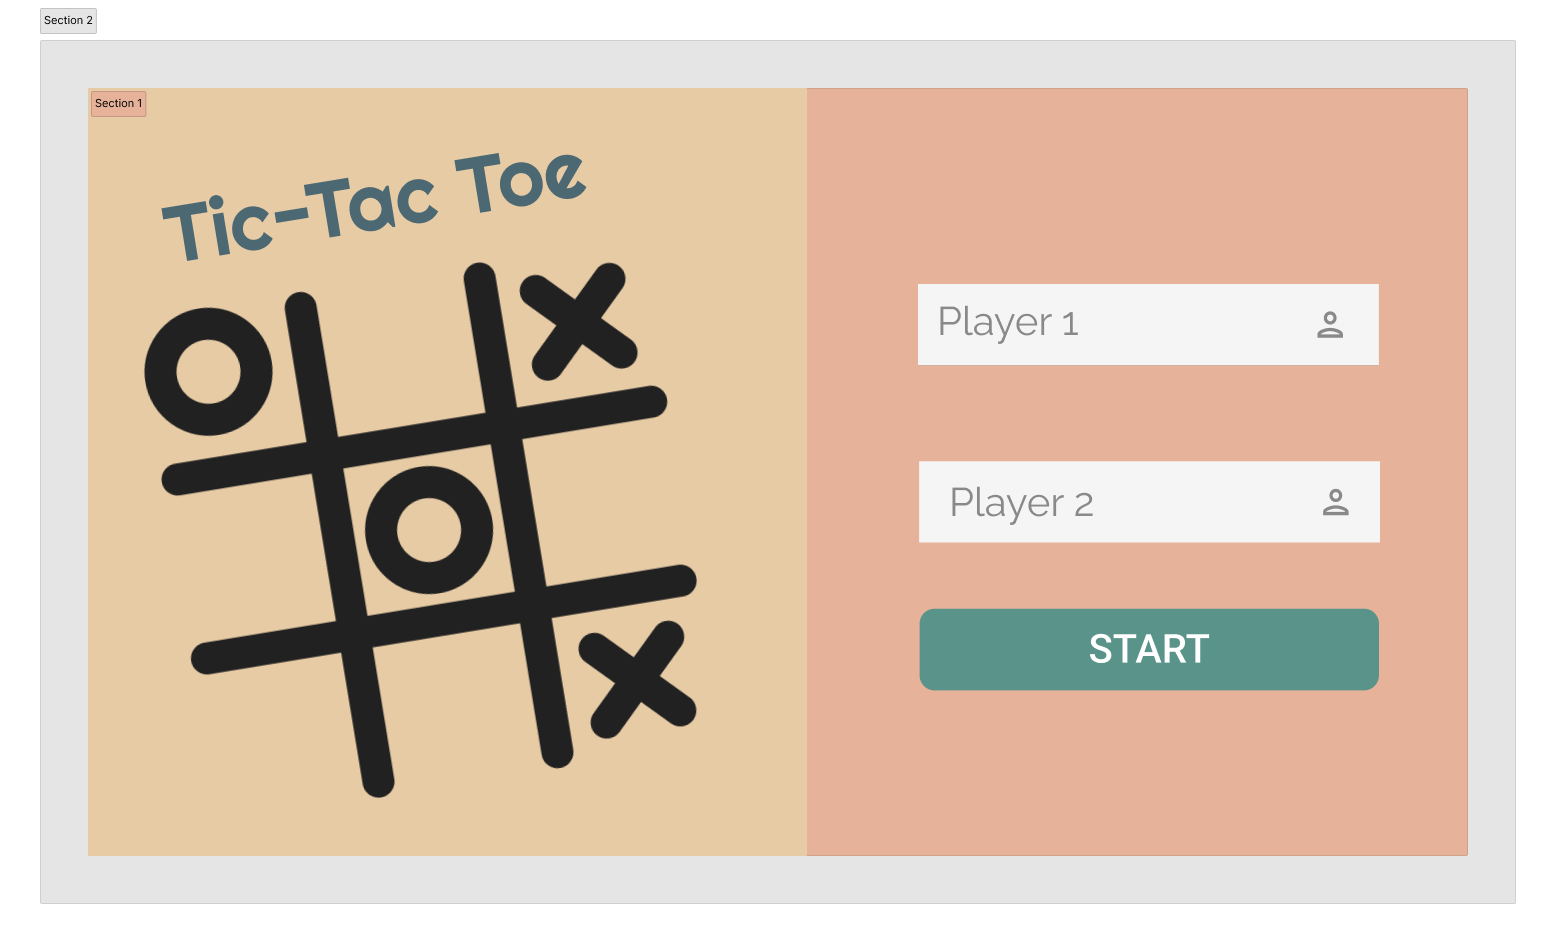 Section 2
Section 1
Tic-Tac Toe
Player 1
Player 2
START